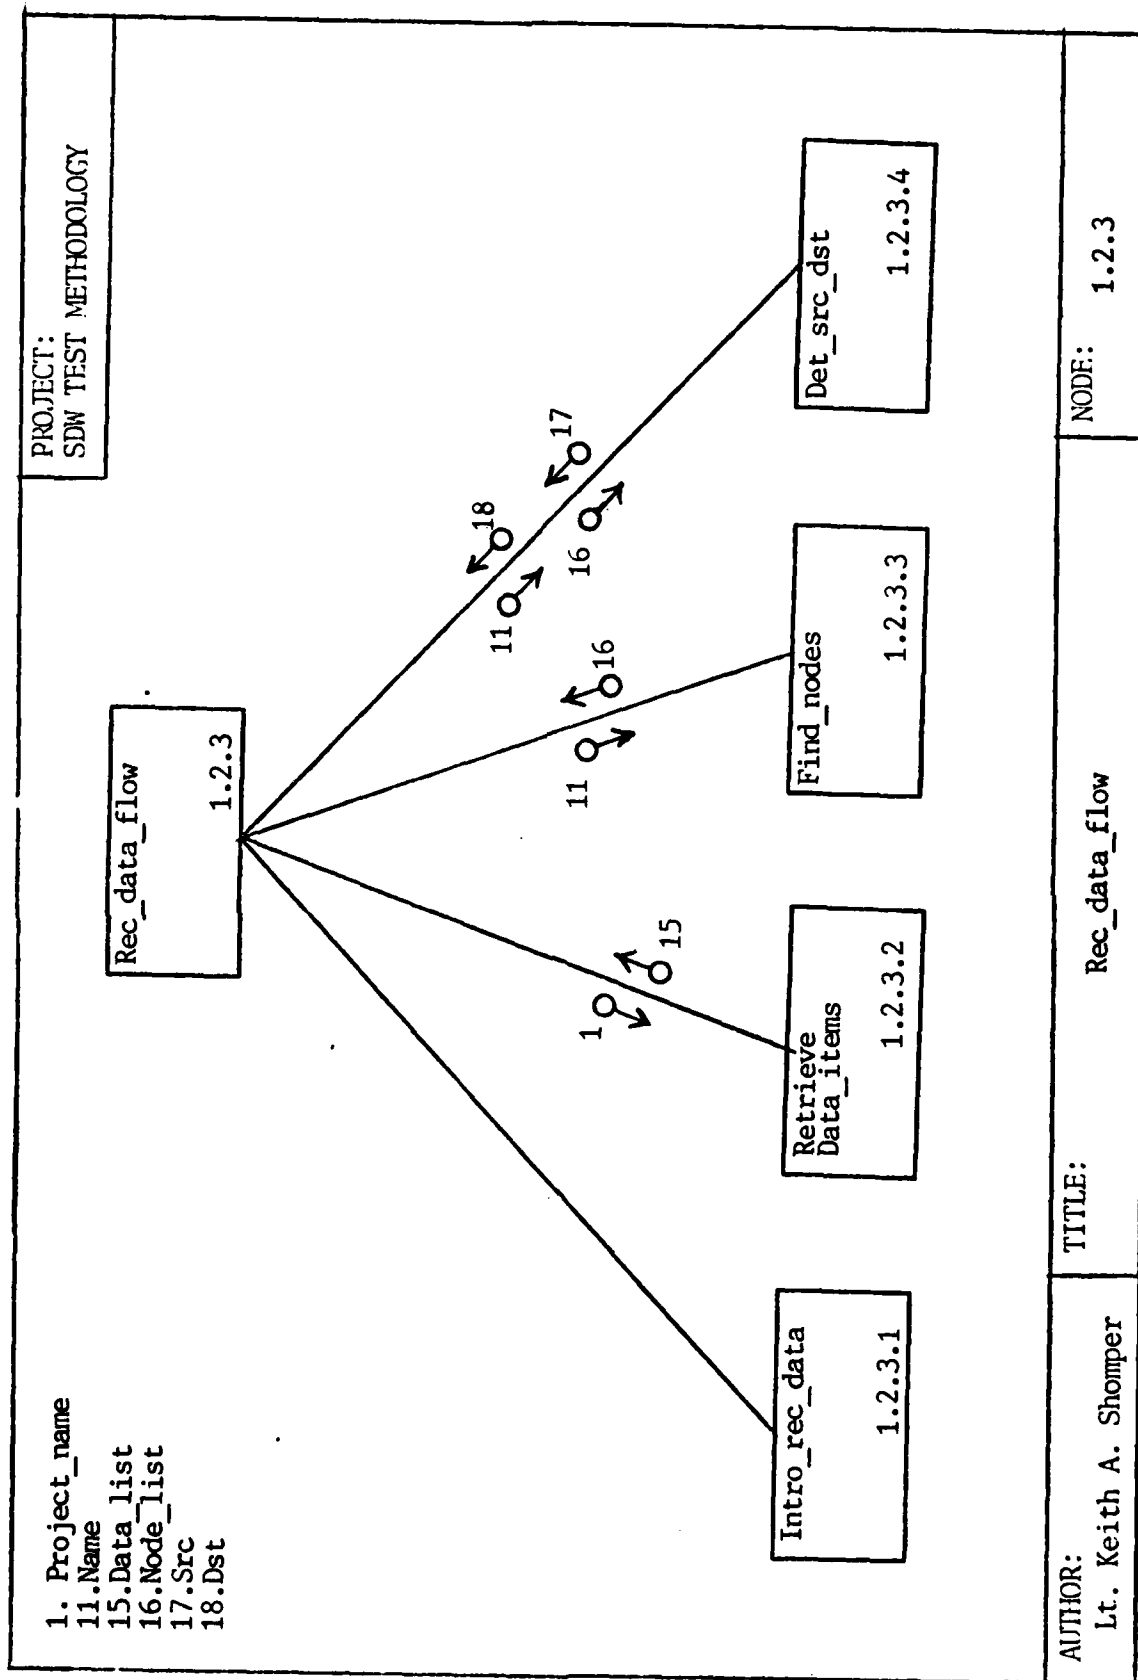 1. Project_name
11.Name
15.Data_list
16.Node_list
17.Src
18.Dst
PROJECT:
SDW TEST METHODOLOGY
Rec_data_flow
1.2.3
18
17
11
16
16
11
1
15
Intro_rec_data
1.2.3.1
Retrieve
Data_items
1.2.3.2
Find_nodes
1.2.3.3
Det_src_dst
1.2.3.4
AUTHOR:
Lt. Keith A. Shomper
TITLE:
Rec_data_flow
NODE:
1.2.3